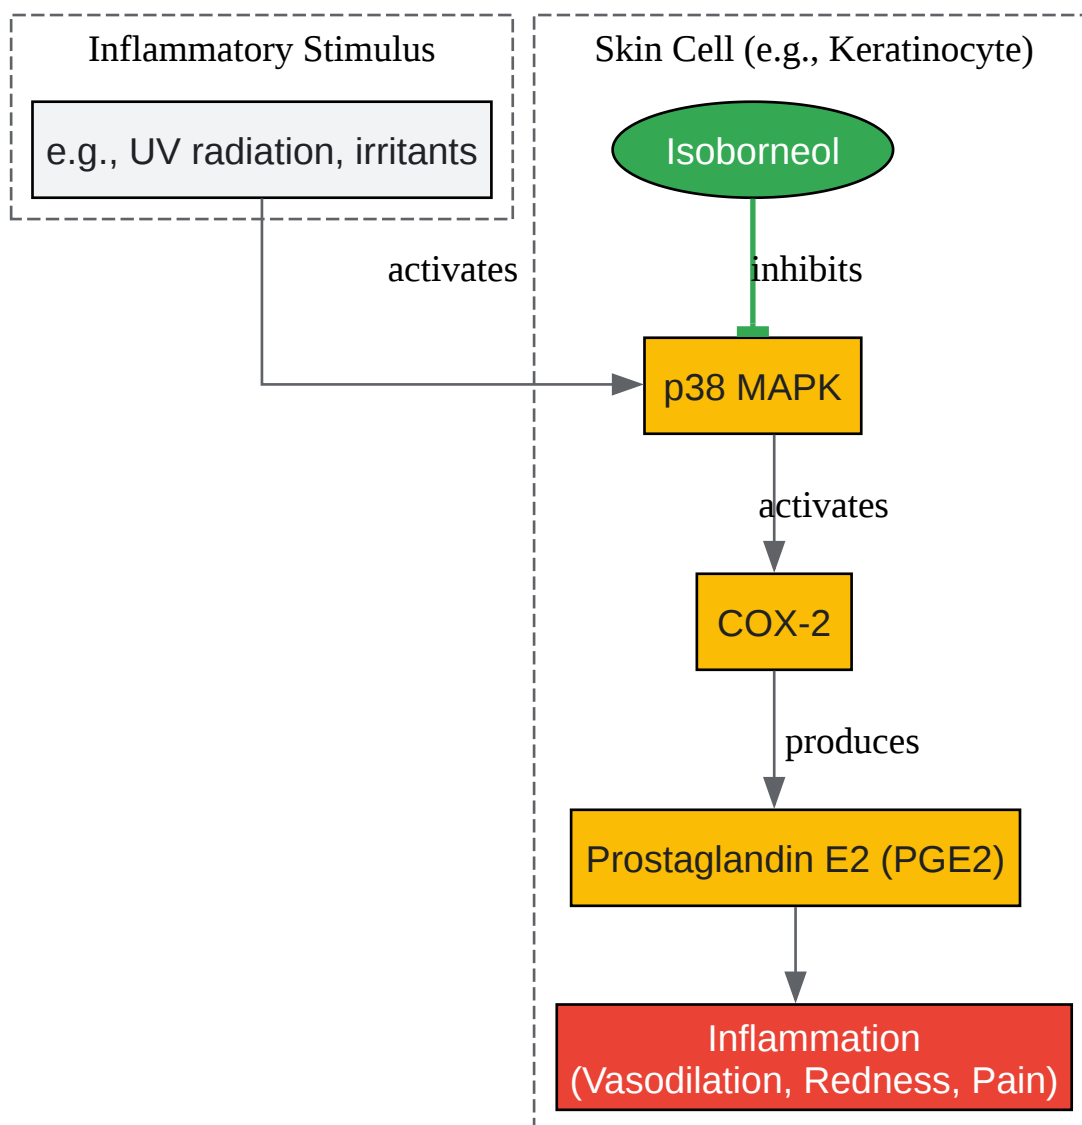 Inflammatory Stimulus
e.g., UV radiation, irritants
Skin Cell (e.g., Keratinocyte)
Isoborneol
activates
inhibits
p38 MAPK
activates
COX-2
produces
Prostaglandin E2 (PGE2)
Inflammation
(Vasodilation, Redness, Pain)